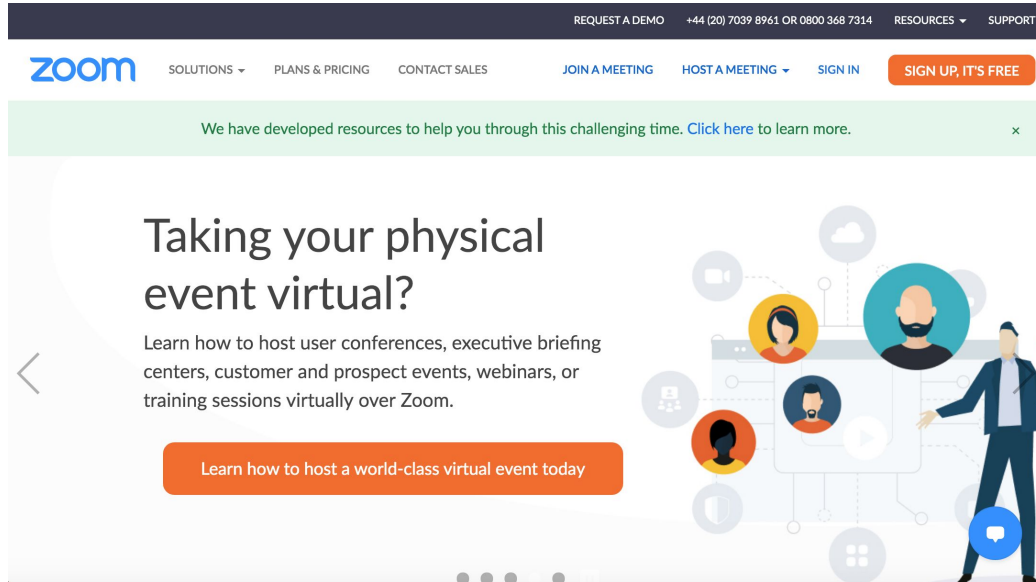 REQUEST A DEMO +44 (20) 7039 8961 OR 0800 368 7314 RESOURCES SUPPORT
zoom SOLUTIONS PLANS & PRICING CONTACT SALES JOIN A MEETING HOST A MEETING SIGN IN SIGN UP, IT'S FREE
We have developed resources to help you through this challenging time. Click here to learn more. ×
Taking your physical
event virtual?
Learn how to host user conferences, executive briefing
centers, customer and prospect events, webinars, or
training sessions virtually over Zoom.
Learn how to host a world-class virtual event today